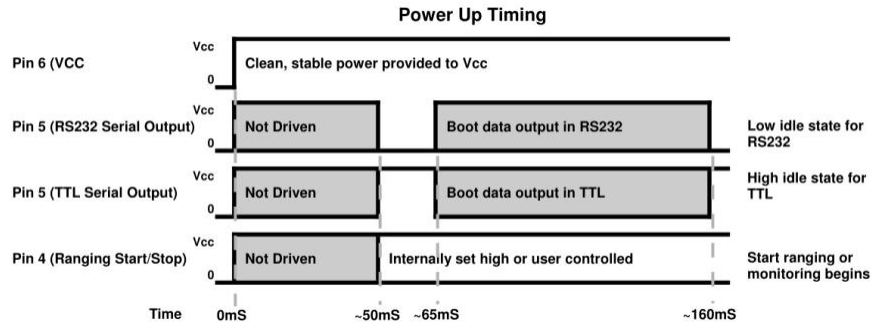 Power Up Timing
Pin 6 (VCC
Vcc
0
Clean, stable power provided to Vcc
Pin 5 (RS232 Serial Output)
Vcc
0
Not Driven
Boot data output in RS232
Low idle state for
RS232
Pin 5 (TTL Serial Output)
Vcc
0
Not Driven
Boot data output in TTL
High idle state for
TTL
Pin 4 (Ranging Start/Stop)
Vcc
0
Not Driven
Internally set high or user controlled
Start ranging or
monitoring begins
Time
0mS
~50mS
~65mS
~160mS